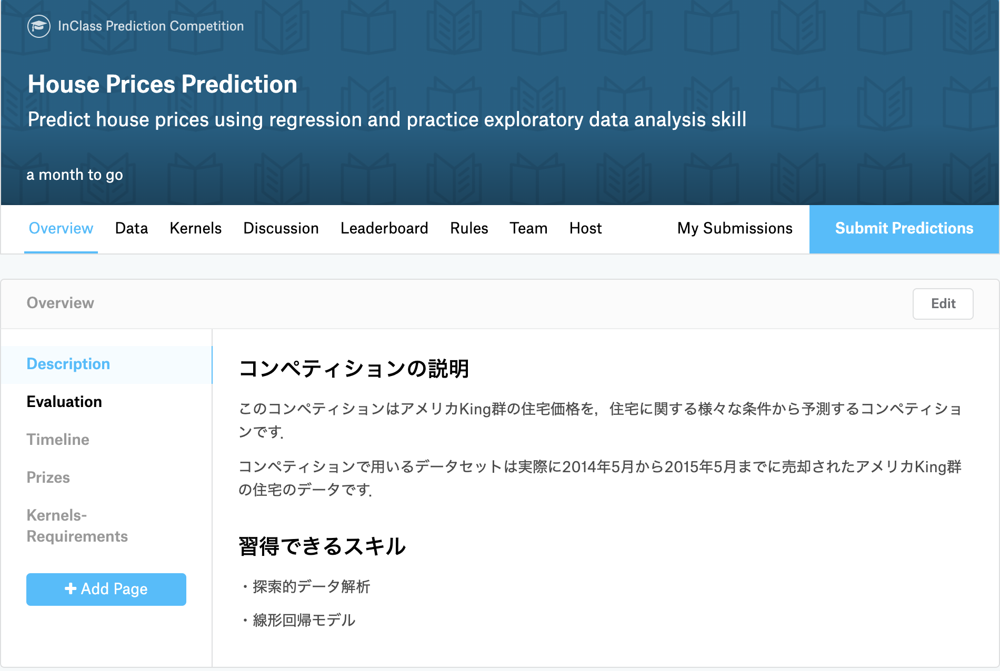 InClass Prediction Competition
House Prices Prediction
Predict house prices using regression and practice exploratory data analysis skill
a month to go
Overview Data Kernels Discussion Leaderboard Rules Team Host My Submissions Submit Predictions
Overview Edit
Description
Evaluation
Timeline
Prizes
Kernels-
Requirements
+ Add Page
コンペティションの説明
このコンペティションはアメリカKing群の住宅価格を，住宅に関する様々な条件から予測するコンペティショ
ンです．
コンペティションで用いるデータセットは実際に2014年5月から2015年5月までに売却されたアメリカKing群
の住宅のデータです．
習得できるスキル
・探索的データ解析
・線形回帰モデル